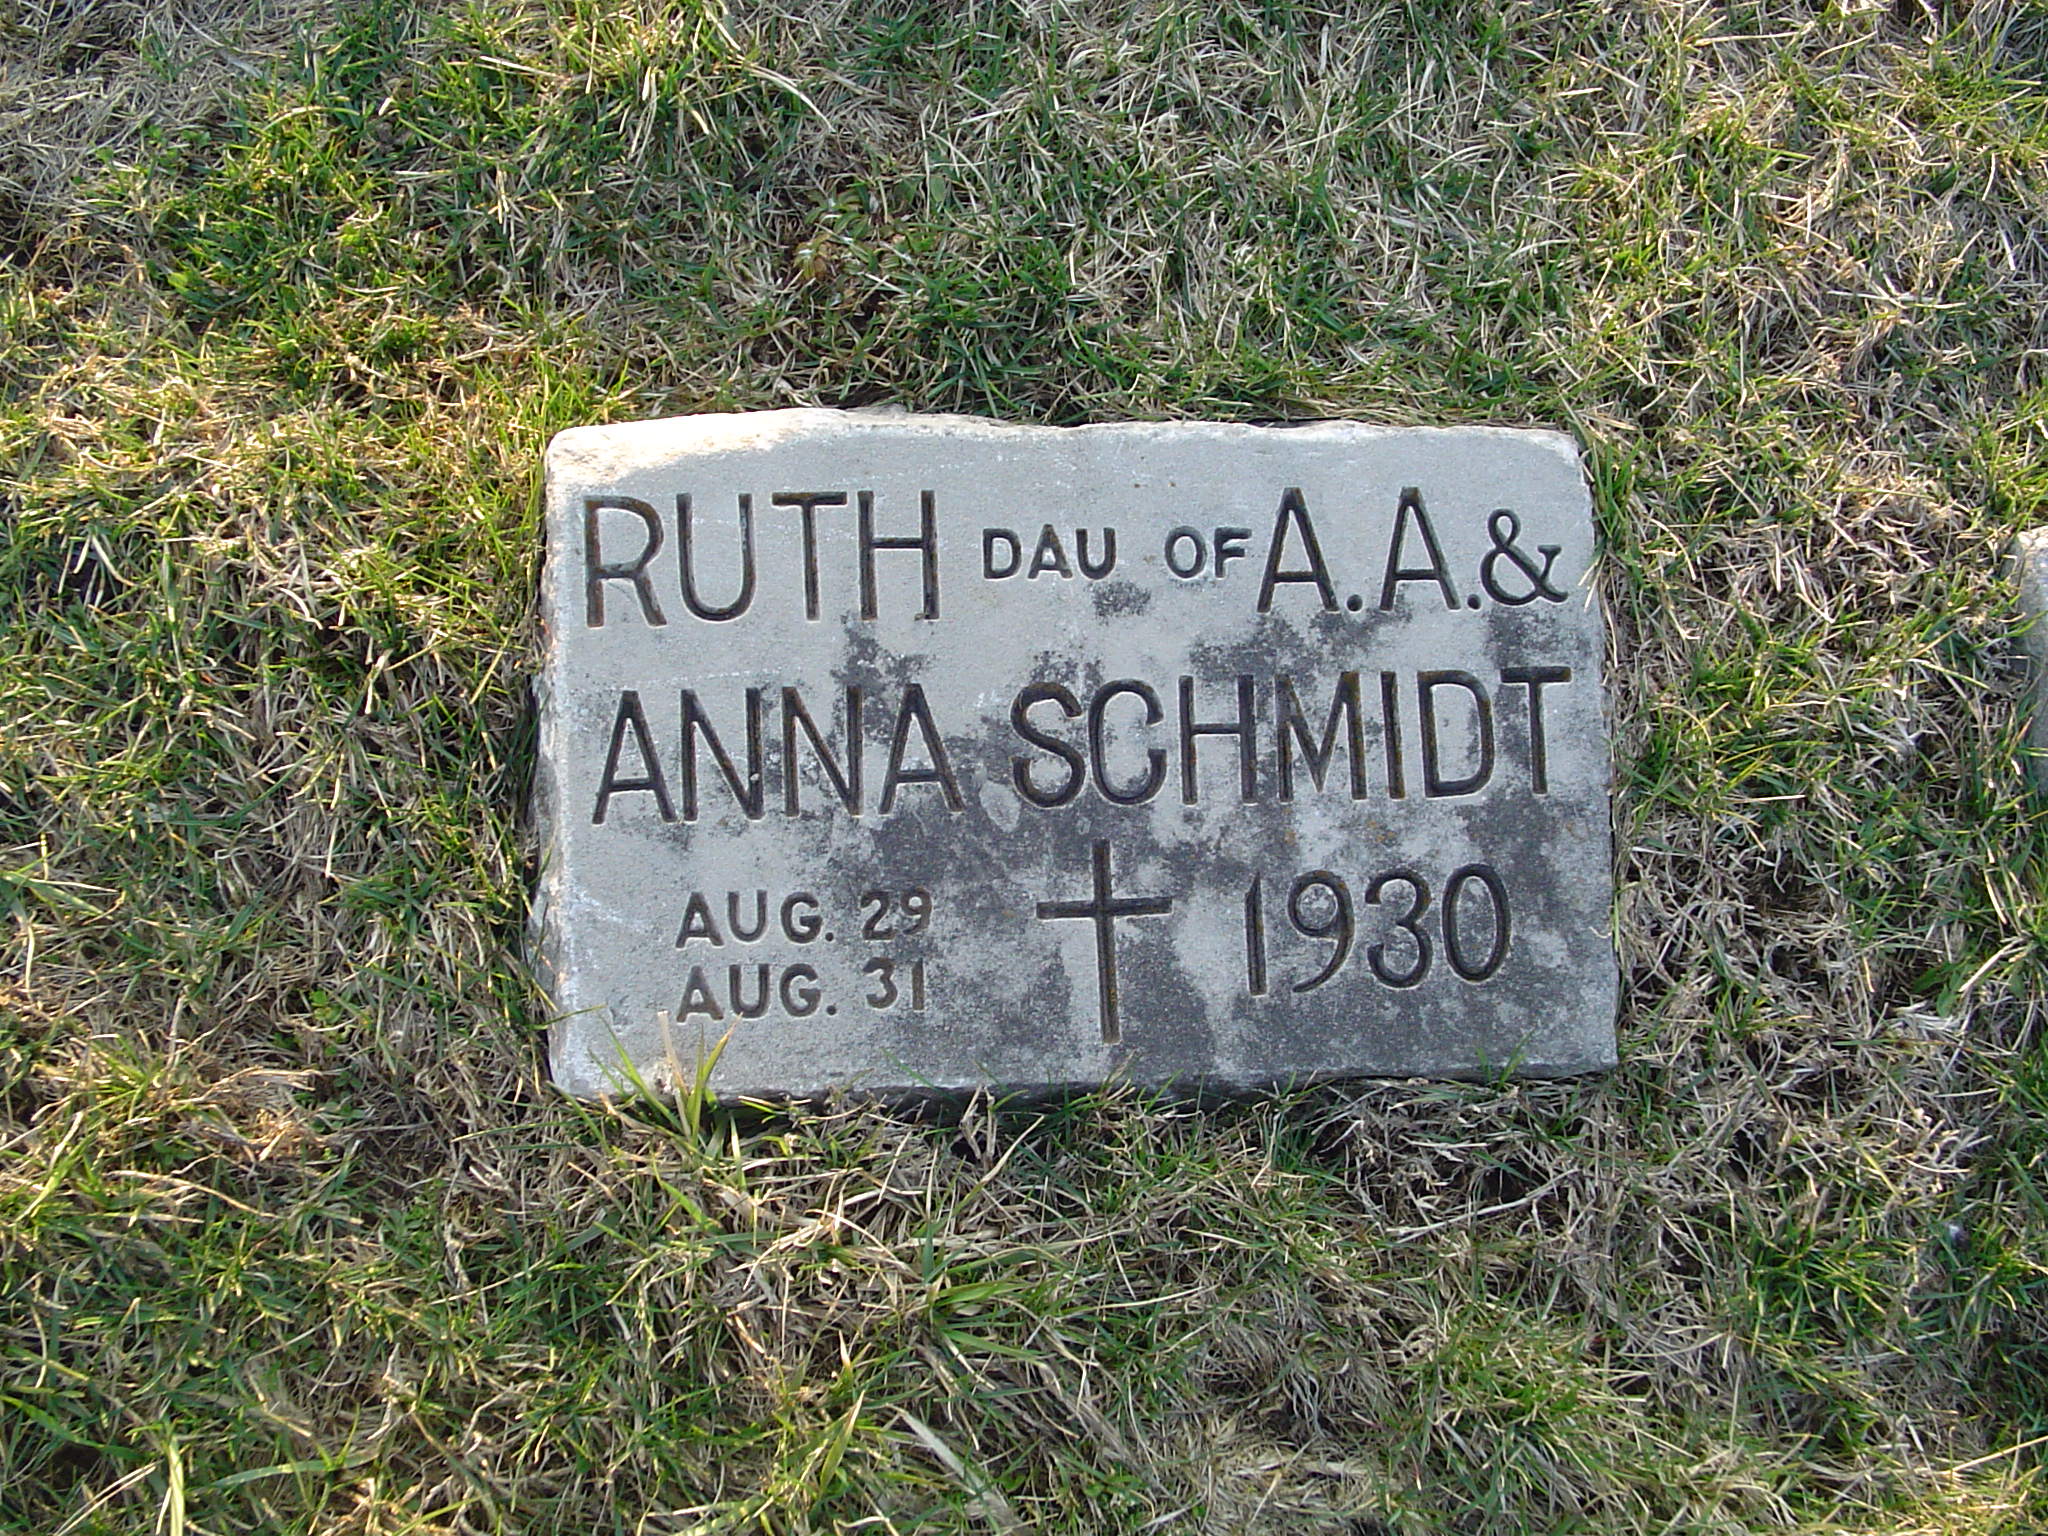 RUTH DAU OF A.A.&
ANNA SCHMIDT
AUG. 29
AUG. 31
1930